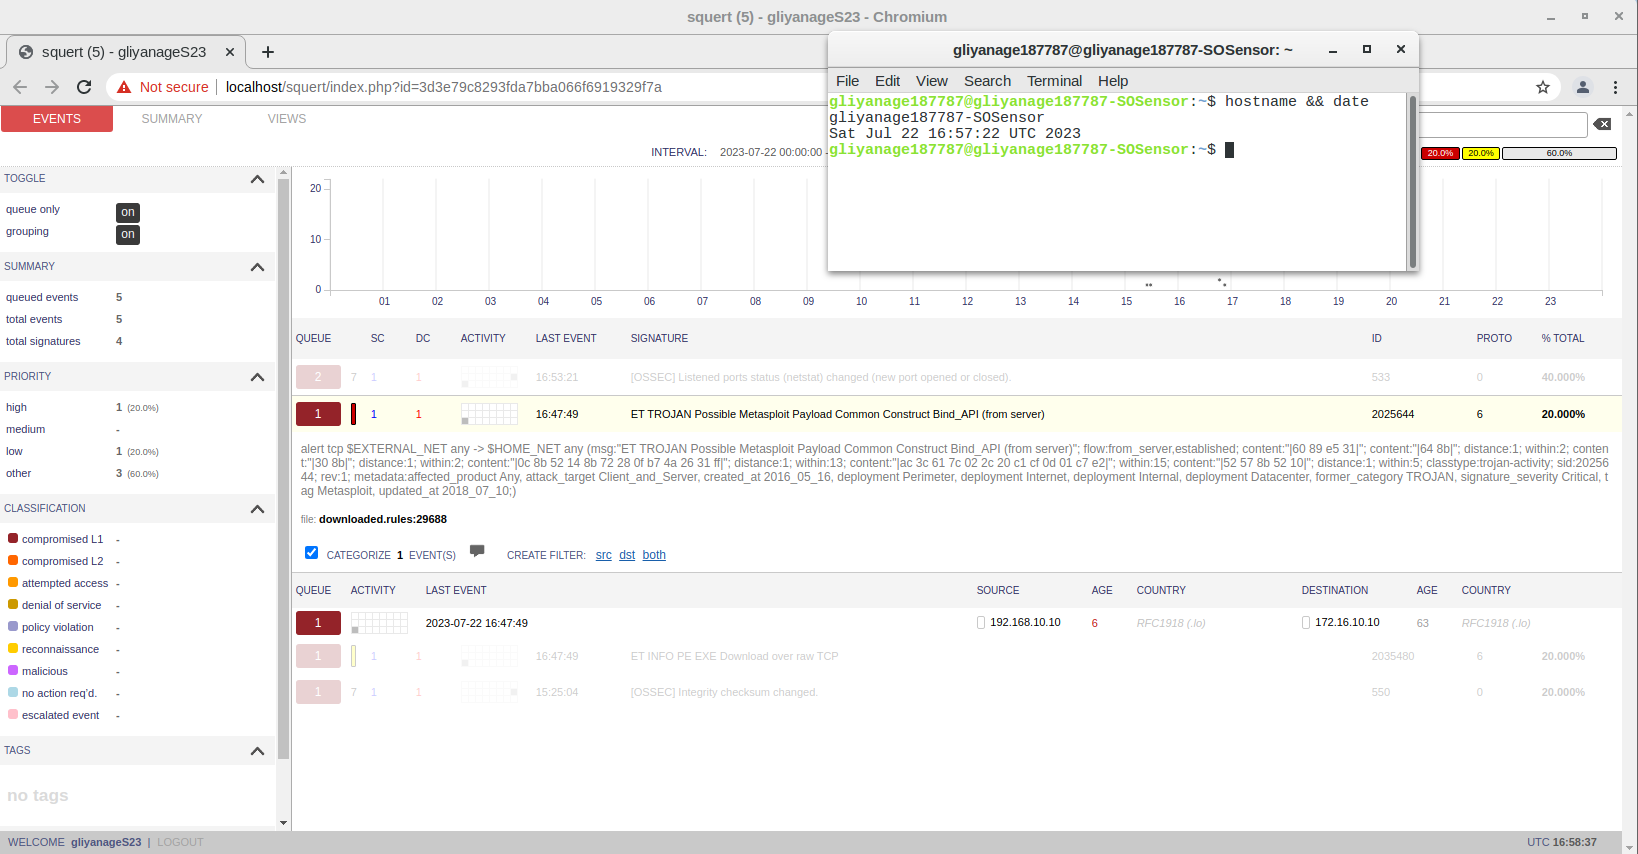 squert (5) - gliyanageS23 - Chromium
squert (5) - gliyanageS23
Not secure | localhost/squert/index.php?id=3d3e79c8293fda7bba066f6919329f7a
gliyanage187787@gliyanage187787-SOSensor: ~
File Edit View Search Terminal Help
gliyanage187787@gliyanage187787-SOSensor:~$ hostname && date
gliyanage187787-SOSensor
Sat Jul 22 16:57:22 UTC 2023
gliyanage187787@gliyanage187787-SOSensor:~$
EVENTS SUMMARY VIEWS
INTERVAL: 2023-07-22 00:00:00 -
20.0% 20.0% 60.0%
TOGGLE
queue only on
grouping on
SUMMARY
queued events 5
total events 5
total signatures 4
PRIORITY
high 1 (20.0%)
medium -
low 1 (20.0%)
other 3 (60.0%)
CLASSIFICATION
compromised L1 -
compromised L2 -
attempted access -
denial of service -
policy violation -
reconnaissance -
malicious -
no action req'd. -
escalated event -
TAGS
no tags
20
10
0
01 02 03 04 05 06 07 08 09 10 11 12 13 14 15 16 17 18 19 20 21 22 23
QUEUE SC DC ACTIVITY LAST EVENT SIGNATURE ID PROTO % TOTAL
2 7 1 1 16:53:21 [OSSEC] Listened ports status (netstat) changed (new port opened or closed). 533 0 40.000%
1 1 1 16:47:49 ET TROJAN Possible Metasploit Payload Common Construct Bind_API (from server) 2025644 6 20.000%
alert tcp $EXTERNAL_NET any -> $HOME_NET any (msg:"ET TROJAN Possible Metasploit Payload Common Construct Bind_API (from server)"; flow:from_server,established; content:"|60 89 e5 31|"; content:"|64 8b|"; distance:1; within:2; conten
t:"|30 8b|"; distance:1; within:2; content:"|0c 8b 52 14 8b 72 28 0f b7 4a 26 31 ff|"; distance:1; within:13; content:"|ac 3c 61 7c 02 2c 20 c1 cf 0d 01 c7 e2|"; within:15; content:"|52 57 8b 52 10|"; distance:1; within:5; classtype:trojan-activity; sid:20256
44; rev:1; metadata:affected_product Any, attack_target Client_and_Server, created_at 2016_05_16, deployment Perimeter, deployment Internet, deployment Internal, deployment Datacenter, former_category TROJAN, signature_severity Critical, t
ag Metasploit, updated_at 2018_07_10;)
file: downloaded.rules:29688
CATEGORIZE 1 EVENT(S) CREATE FILTER: src dst both
QUEUE ACTIVITY LAST EVENT SOURCE AGE COUNTRY DESTINATION AGE COUNTRY
1 2023-07-22 16:47:49 192.168.10.10 6 RFC1918 (.lo) 172.16.10.10 63 RFC1918 (.lo)
1 1 1 16:47:49 ET INFO PE EXE Download over raw TCP 2035480 6 20.000%
1 7 1 1 15:25:04 [OSSEC] Integrity checksum changed. 550 0 20.000%
WELCOME gliyanageS23 | LOGOUT UTC 16:58:37